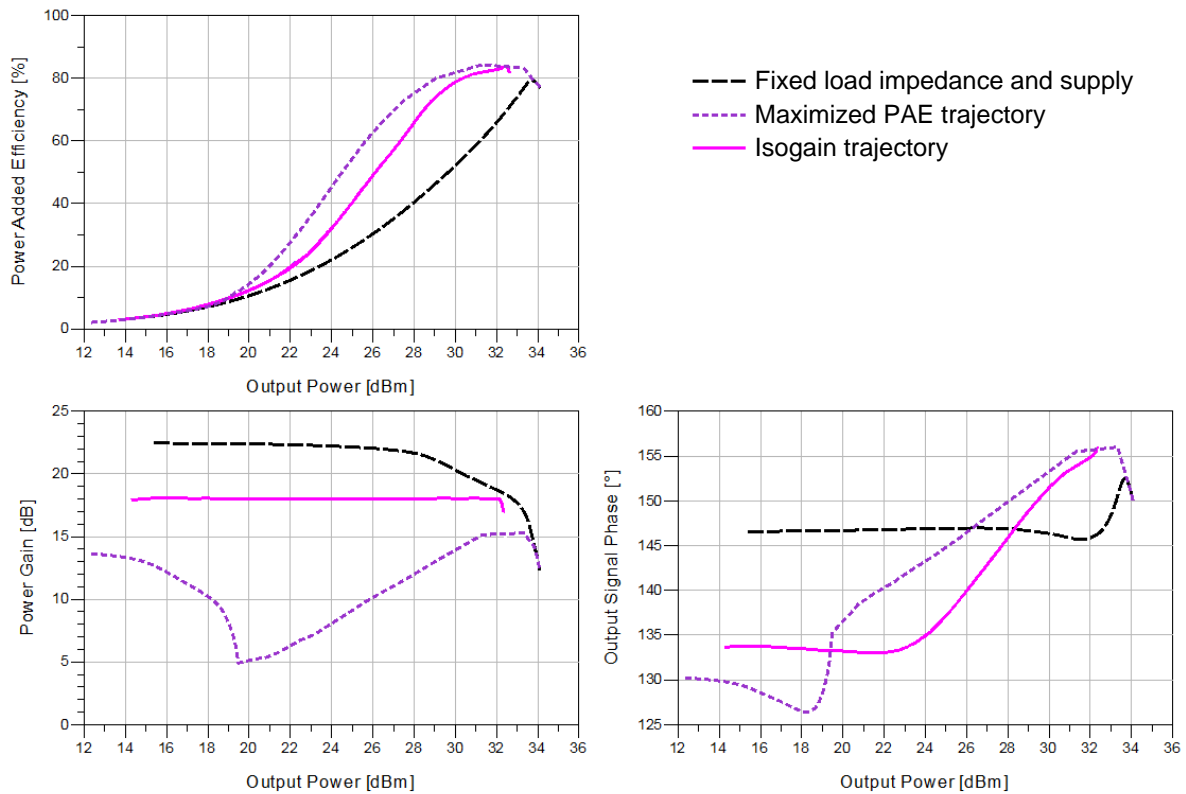 Power Added Efficiency [%]
100
80
60
40
20
0
12 14 16 18 20 22 24 26 28 30 32 34 36
Output Power [dBm]
Fixed load impedance and supply
Maximized PAE trajectory
Isogain trajectory
Power Gain [dB]
25
20
15
10
5
0
12 14 16 18 20 22 24 26 28 30 32 34 36
Output Power [dBm]
Output Signal Phase [°]
160
155
150
145
140
135
130
125
12 14 16 18 20 22 24 26 28 30 32 34 36
Output Power [dBm]